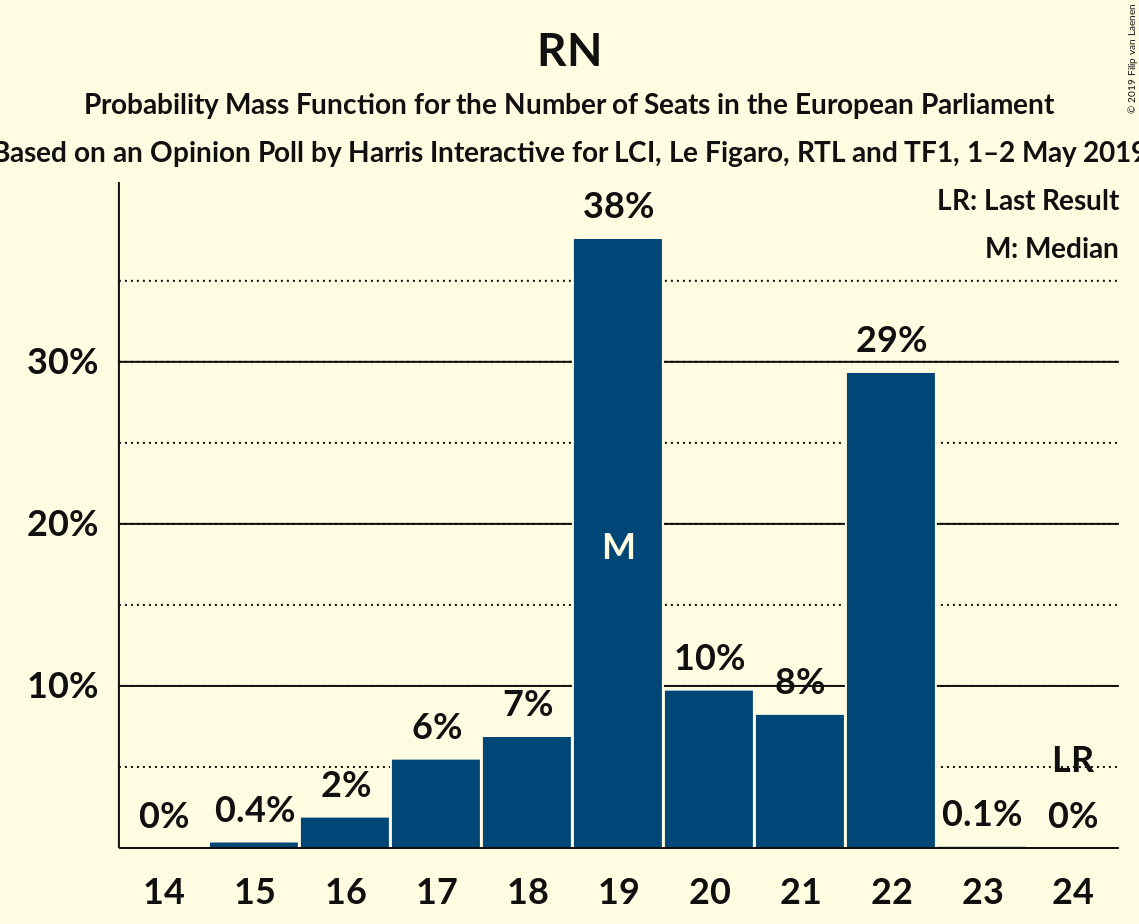 © 2019 Filip van Laenen
RN
Probability Mass Function for the Number of Seats in the European Parliament
Based on an Opinion Poll by Harris Interactive for LCI, Le Figaro, RTL and TF1, 1–2 May 2019
LR: Last Result
M: Median
38%
29%
30%
20%
M
10%
10%
8%
7%
6%
2%
0.4%
0%
0.1%
0%
LR
14 15 16 17 18 19 20 21 22 23 24